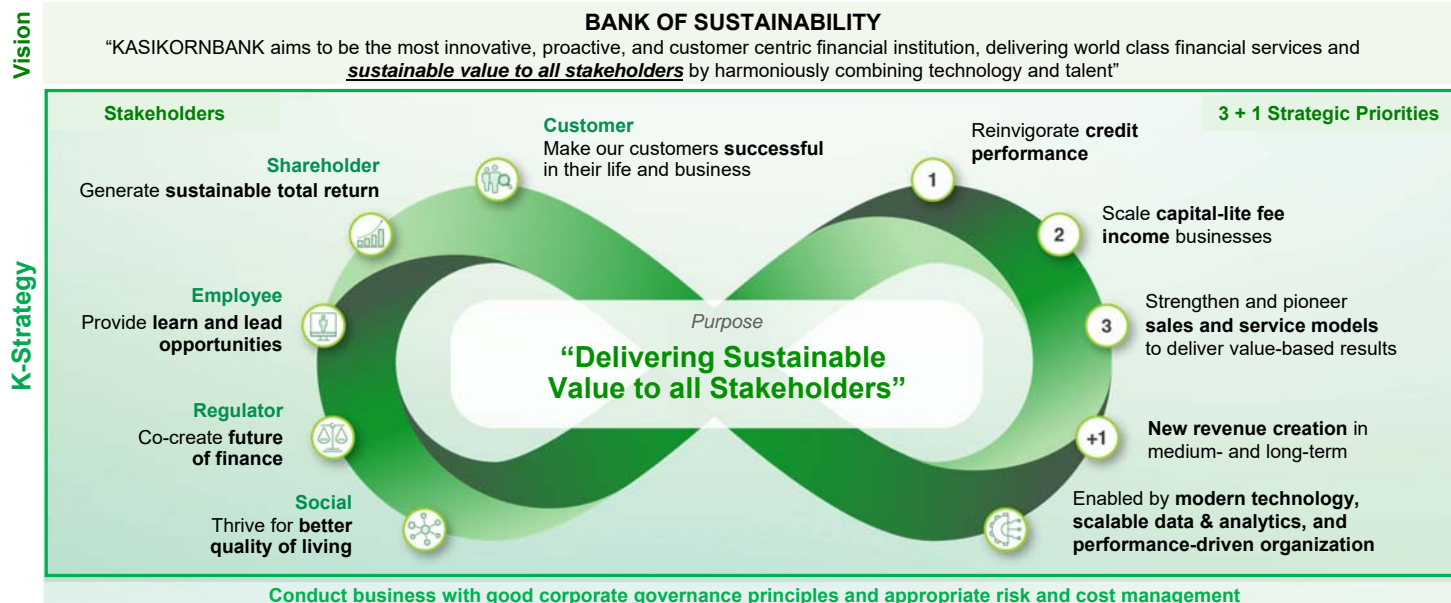 Vision
BANK OF SUSTAINABILITY
“KASIKORNBANK aims to be the most innovative, proactive, and customer centric financial institution, delivering world class financial services and
sustainable value to all stakeholders by harmoniously combining technology and talent”
K-Strategy
Stakeholders
3 + 1 Strategic Priorities
Customer
Make our customers successful
in their life and business
Shareholder
Generate sustainable total return
Employee
Provide learn and lead
opportunities
Regulator
Co-create future
of finance
Social
Thrive for better
quality of living
Purpose
“Delivering Sustainable
Value to all Stakeholders”
1
Reinvigorate credit
performance
2
Scale capital-lite fee
income businesses
3
Strengthen and pioneer
sales and service models
to deliver value-based results
+1
New revenue creation in
medium- and long-term
Enabled by modern technology,
scalable data & analytics, and
performance-driven organization
Conduct business with good corporate governance principles and appropriate risk and cost management